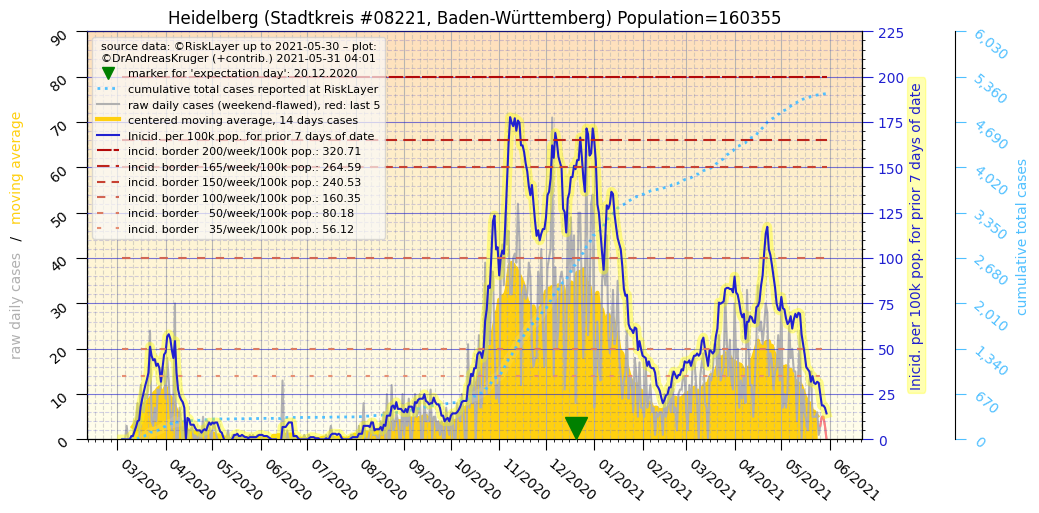 Heidelberg (Stadtkreis #08221, Baden-Württemberg) Population=160355
source data: ©RiskLayer up to 2021-05-30 – plot:
©DrAndreasKruger (+contrib.) 2021-05-31 04:01
marker for 'expectation day': 20.12.2020
cumulative total cases reported at RiskLayer
raw daily cases (weekend-flawed), red: last 5
centered moving average, 14 days cases
Inicid. per 100k pop. for prior 7 days of date
incid. border 200/week/100k pop.: 320.71
incid. border 165/week/100k pop.: 264.59
incid. border 150/week/100k pop.: 240.53
incid. border 100/week/100k pop.: 160.35
incid. border   50/week/100k pop.: 80.18
incid. border   35/week/100k pop.: 56.12
raw daily cases  /  moving average
90
80
70
60
50
40
30
20
10
0
03/2020
04/2020
05/2020
06/2020
07/2020
08/2020
09/2020
10/2020
11/2020
12/2020
01/2021
02/2021
03/2021
04/2021
05/2021
06/2021
225
200
175
150
125
100
75
50
25
0
Inicid. per 100k pop. for prior 7 days of date
6,030
5,360
4,690
4,020
3,350
2,680
2,010
1,340
670
0
cumulative total cases